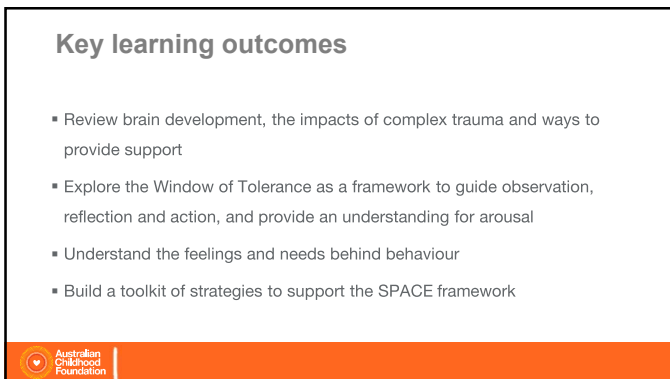 Key learning outcomes
▪ Review brain development, the impacts of complex trauma and ways to
provide support
▪ Explore the Window of Tolerance as a framework to guide observation,
reflection and action, and provide an understanding for arousal
▪ Understand the feelings and needs behind behaviour
▪ Build a toolkit of strategies to support the SPACE framework
Australian
Childhood
Foundation